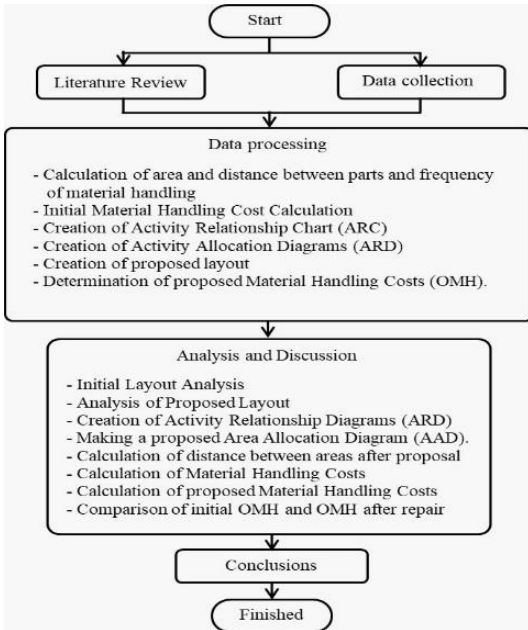 Start
Literature Review
Data collection
Data processing
- Calculation of area and distance between parts and frequency
of material handling
- Initial Material Handling Cost Calculation
- Creation of Activity Relationship Chart (ARC)
- Creation of Activity Allocation Diagrams (ARD)
- Creation of proposed layout
- Determination of proposed Material Handling Costs (OMH).
Analysis and Discussion
- Initial Layout Analysis
- Analysis of Proposed Layout
- Creation of Activity Relationship Diagrams (ARD)
- Making a proposed Area Allocation Diagram (AAD).
- Calculation of distance between areas after proposal
- Calculation of Material Handling Costs
- Calculation of proposed Material Handling Costs
- Comparison of initial OMH and OMH after repair
Conclusions
Finished